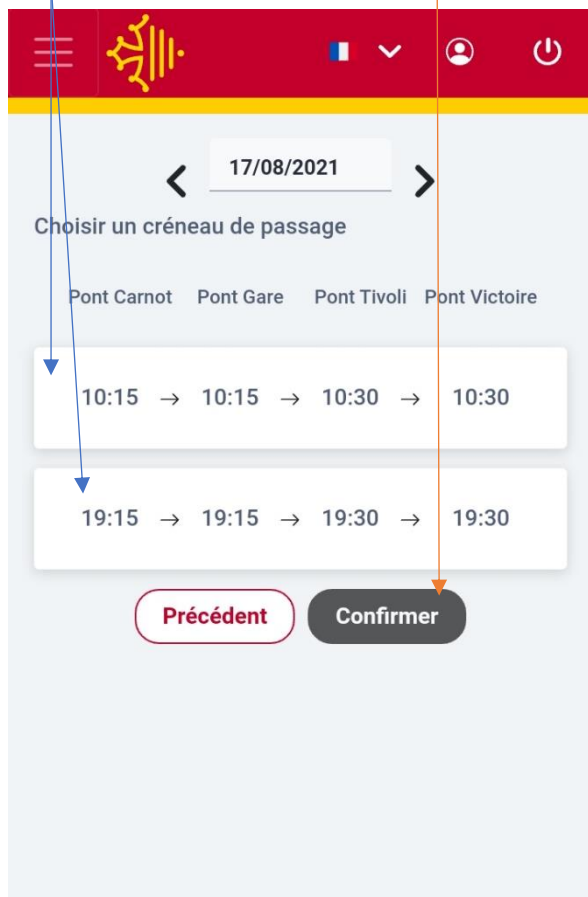 17/08/2021
Choisir un créneau de passage
Pont Carnot Pont Gare Pont Tivoli Pont Victoire
10:15 → 10:15 → 10:30 → 10:30
19:15 → 19:15 → 19:30 → 19:30
Précédent Confirmer